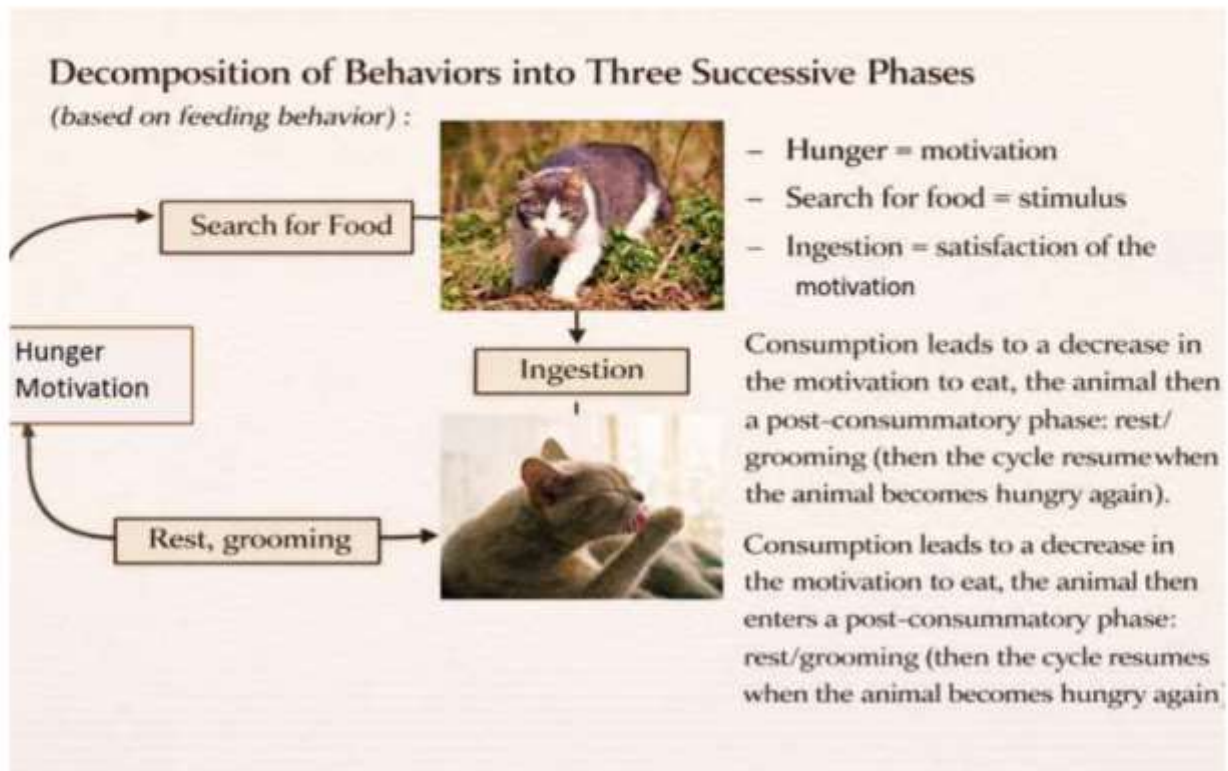 Decomposition of Behaviors into Three Successive Phases
(based on feeding behavior) :
Search for Food
Hunger
Motivation
Ingestion
Rest, grooming
– Hunger = motivation
– Search for food = stimulus
– Ingestion = satisfaction of the
motivation
Consumption leads to a decrease in
the motivation to eat, the animal then
a post-consummatory phase: rest/
grooming (then the cycle resume when
the animal becomes hungry again).
Consumption leads to a decrease in
the motivation to eat, the animal then
enters a post-consummatory phase:
rest/grooming (then the cycle resumes
when the animal becomes hungry again)